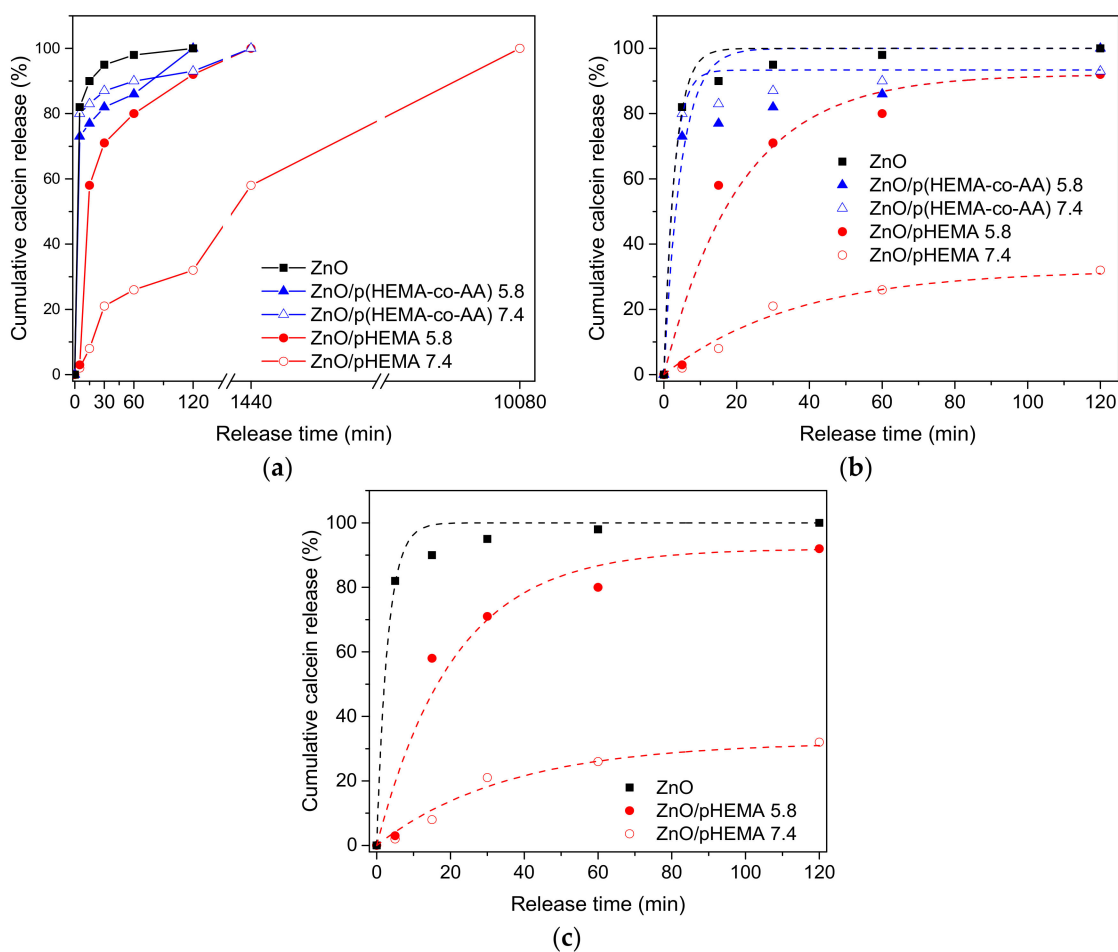 100
80
60
40
20
0
Cumulative calcein release (%)
ZnO
ZnO/p(HEMA-co-AA) 5.8
ZnO/p(HEMA-co-AA) 7.4
ZnO/pHEMA 5.8
ZnO/pHEMA 7.4
0 30 60 120 1440 10080
Release time (min)
(a)
100
80
60
40
20
0
Cumulative calcein release (%)
ZnO
ZnO/p(HEMA-co-AA) 5.8
ZnO/p(HEMA-co-AA) 7.4
ZnO/pHEMA 5.8
ZnO/pHEMA 7.4
0 20 40 60 80 100 120
Release time (min)
(b)
100
80
60
40
20
0
Cumulative calcein release (%)
ZnO
ZnO/pHEMA 5.8
ZnO/pHEMA 7.4
0 20 40 60 80 100 120
Release time (min)
(c)